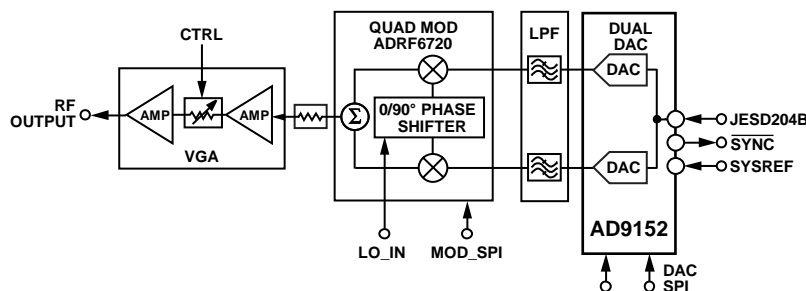 QUAD MOD
ADRF6720
LPF
DUAL
DAC
CTRL
DAC
RF
OUTPUT
AMP
AMP
VGA
Σ
0/90° PHASE
SHIFTER
JESD204B
SYNC
SYSREF
DAC
AD9152
LO_IN
MOD_SPI
DAC
SPI